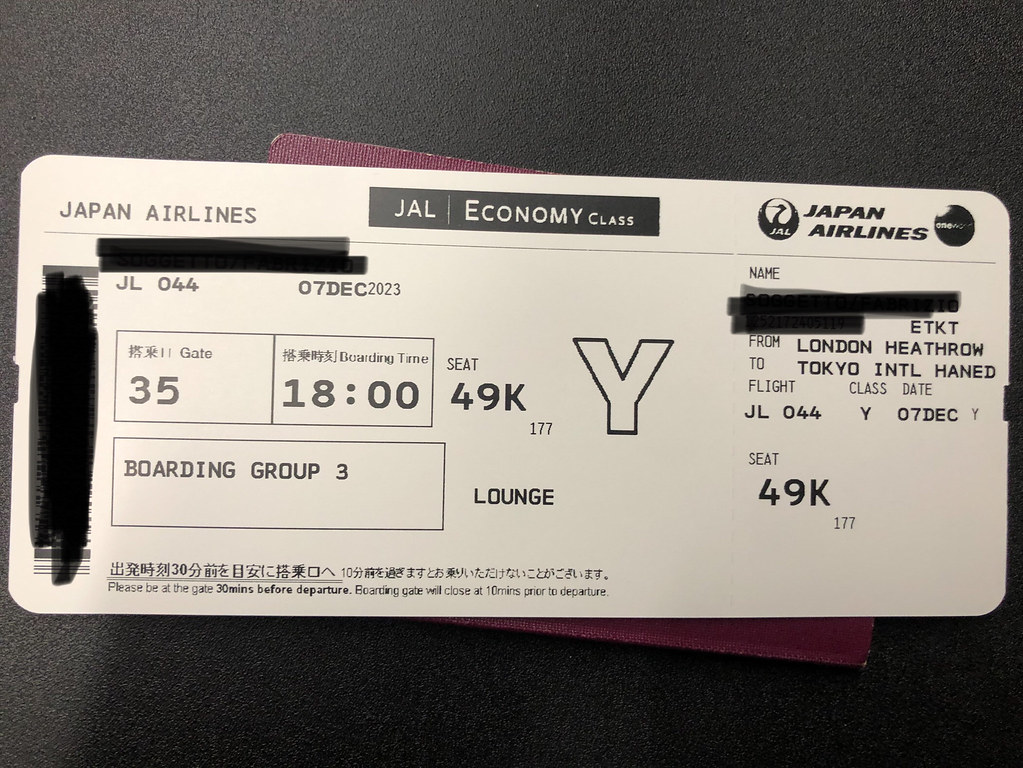 JAPAN AIRLINES
JAL ECONOMY CLASS
JAL
JAPAN AIRLINES
oneworld
JL 044 07DEC2023
搭乗口 Gate
35
搭乗時刻 Boarding Time
18:00
SEAT
49K
177
Y
BOARDING GROUP 3
LOUNGE
出発時刻30分前を目安に搭乗口へ 10分前を過ぎますとお乗りいただけないことがございます。
Please be at the gate 30mins before departure. Boarding gate will close at 10mins prior to departure.
NAME
ETKT
FROM LONDON HEATHROW
TO TOKYO INTL HANED
FLIGHT CLASS DATE
JL 044 Y 07DEC Y
SEAT
49K
177